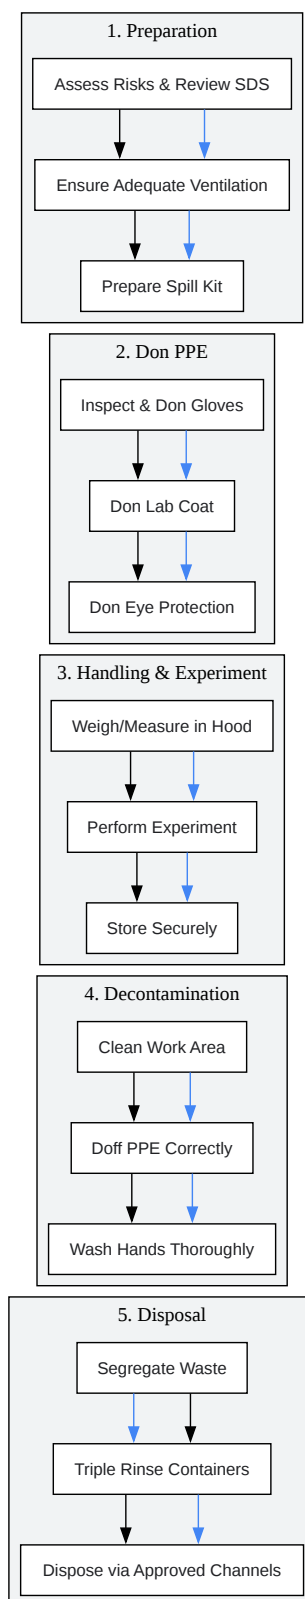 1. Preparation
Assess Risks & Review SDS
Ensure Adequate Ventilation
Prepare Spill Kit
2. Don PPE
Inspect & Don Gloves
Don Lab Coat
Don Eye Protection
3. Handling & Experiment
Weigh/Measure in Hood
Perform Experiment
Store Securely
4. Decontamination
Clean Work Area
Doff PPE Correctly
Wash Hands Thoroughly
5. Disposal
Segregate Waste
Triple Rinse Containers
Dispose via Approved Channels